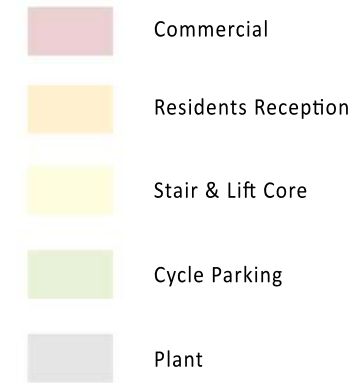 Commercial
Residents Reception
Stair & Lift Core
Cycle Parking
Plant